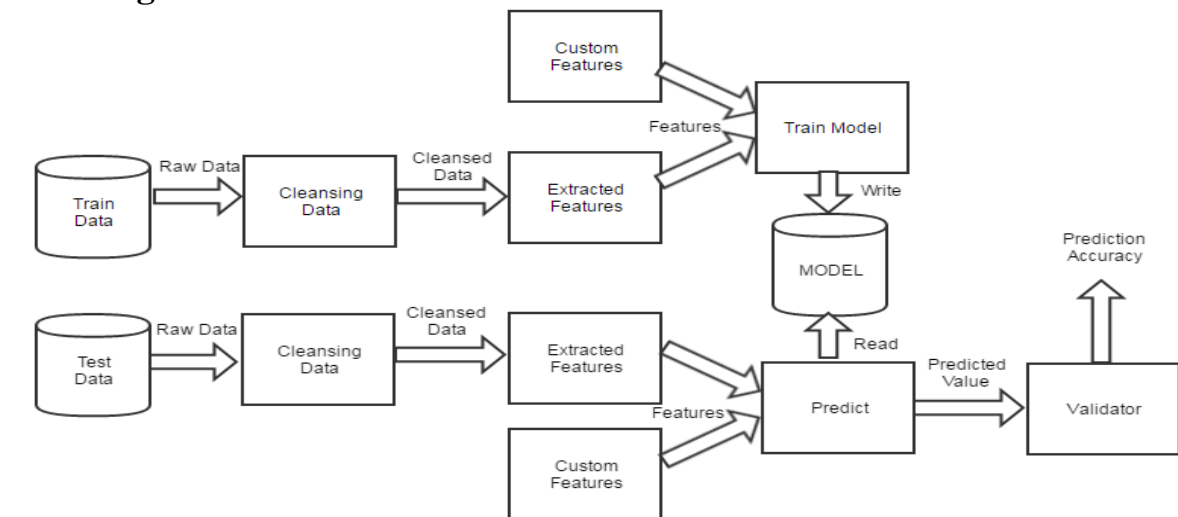 Custom
Features
Features
Train Model
Raw Data
Cleansed
Data
Train
Data
Cleansing
Data
Extracted
Features
Write
MODEL
Prediction
Accuracy
Raw Data
Cleansed
Data
Test
Data
Cleansing
Data
Extracted
Features
Read
Predicted
Value
Features
Predict
Validator
Custom
Features